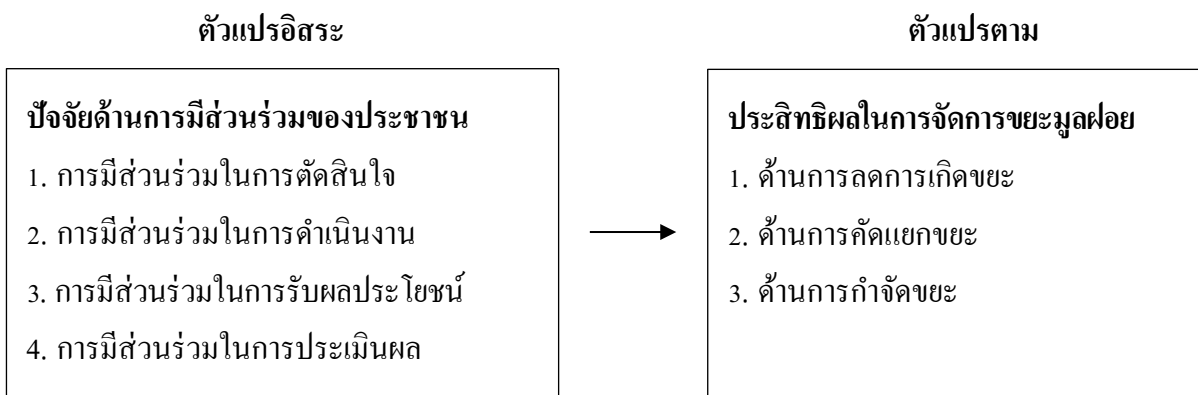 ตัวแปรอิสระ
ตัวแปรตาม
ปัจจัยด้านการมีส่วนร่วมของประชาชน
1. การมีส่วนร่วมในการตัดสินใจ
2. การมีส่วนร่วมในการดำเนินงาน
3. การมีส่วนร่วมในการรับผลประโยชน์
4. การมีส่วนร่วมในการประเมินผล
ประสิทธิผลในการจัดการขยะมูลฝอย
1. ด้านการลดการเกิดขยะ
2. ด้านการคัดแยกขยะ
3. ด้านการกำจัดขยะ